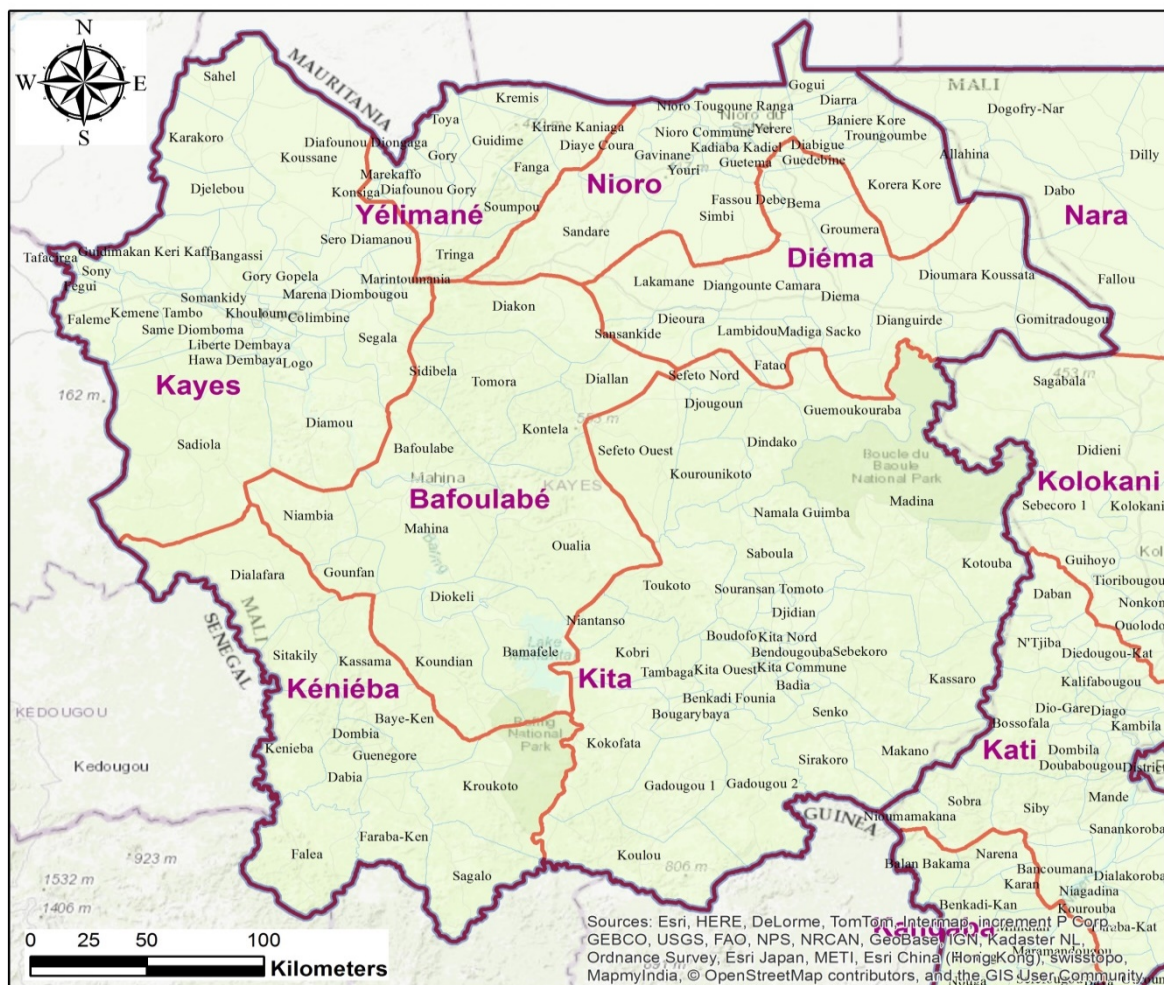 N
W E
S
MAURITANIA
MALI
Sahel
Gogui
Kremis
Diarra
Nioro Tougoune Ranga
Dogofry-Nar
Toya
Baniere Kore
Karakoro
Kirane Kaniaga
Nioro Commune
Yerere
Troungoumbe
Diafounou Diongaga
Guidime
Diaye Coura
Kadiaba Kadiel
Diabigue
Koussane
Gory
Gavinane
Guetema
Guedebine
Allahina
Dilly
Fanga
Youri
Marekaffo
Nioro
Korera Kore
Djelebou
Konsiga
Diafounou Gory
Dabo
Fassou Debe
Bema
Yélimané
Soumpou
Simbi
Nara
Sandare
Groumera
Sero Diamanou
Diéma
Tafacirga
Guidimakan Keri Kaff
Bangassi
Tringa
Sony
Gory Gopela
Marintoumania
Lakamane
Dioumara Koussata
Fallou
Diangounte Camara
Somankidy
Marena Diombougou
Diema
Diakon
Faleme
Kemene Tambo
Khouloum
Colimbine
Dieoura
Dianguirde
Gomitradougou
Same Diomboma
Segala
Sansankide
Lambidou
Madiga Sacko
Liberte Dembaya
Hawa Dembaya
Logo
Fatao
453 m
Kayes
Sidibela
Tomora
Diallan
Sefeto Nord
Sagabala
162 m
Djougoun
Guemoukouraba
Diamou
Kontela
Sadiola
Bafoulabe
Sefeto Ouest
Dindako
Didieni
Boucle du
Baoule
National Park
Mahina
Kourounikoto
Kolokani
KAYES
Bafoulabé
Madina
Sebecoro 1
Kolokani
Niambia
Mahina
Namala Guimba
Oualia
Saboula
Kotouba
Guihoyo
Dialafara
Gounfan
Toukoto
Souransan Tomoto
Tioribougou
Daban
MALI
SENEGAL
Diokeli
Djidian
Niantanso
N'Tjiba
Sitakily
Kassama
Koundian
Bamafele
Kobri
Boudofo
Kita Nord
Bendougouba
Sebekoro
Diedougou-Kat
Kéniéba
Kita
Tambaga
Kita Ouest
Kita Commune
Kassaro
Kalifabougou
Badia
Benkadi Founia
KEDOUGOU
Baye-Ken
National
Park
Bougarybaya
Senko
Dio-Gare
Diago
Bossofala
Kambila
Kenieba
Dombia
Kokofata
Makano
Kati
Dombila
Guenegore
Sirakoro
Doubabougou
Kedougou
Dabia
Kroukoto
Gadougou 1
Gadougou 2
Mande
GUINEA
Nioumamakana
Sobra
Siby
Faraba-Ken
Sanankoroba
923 m
Falea
Koulou
806 m
Balan Bakama
Narena
Bancoumana
1532 m
Sagalo
Karan
Dialakoroba
Niagadina
1406 m
Benkadi-Kan
Kourouba
0 25 50 100
Kilometers
Sources: Esri, HERE, DeLorme, TomTom, Intermap, increment P Corp.,
GEBCO, USGS, FAO, NPS, NRCAN, GeoBase, IGN, Kadaster NL,
Ordnance Survey, Esri Japan, METI, Esri China (Hong Kong), swisstopo,
MapmyIndia, © OpenStreetMap contributors, and the GIS User Community